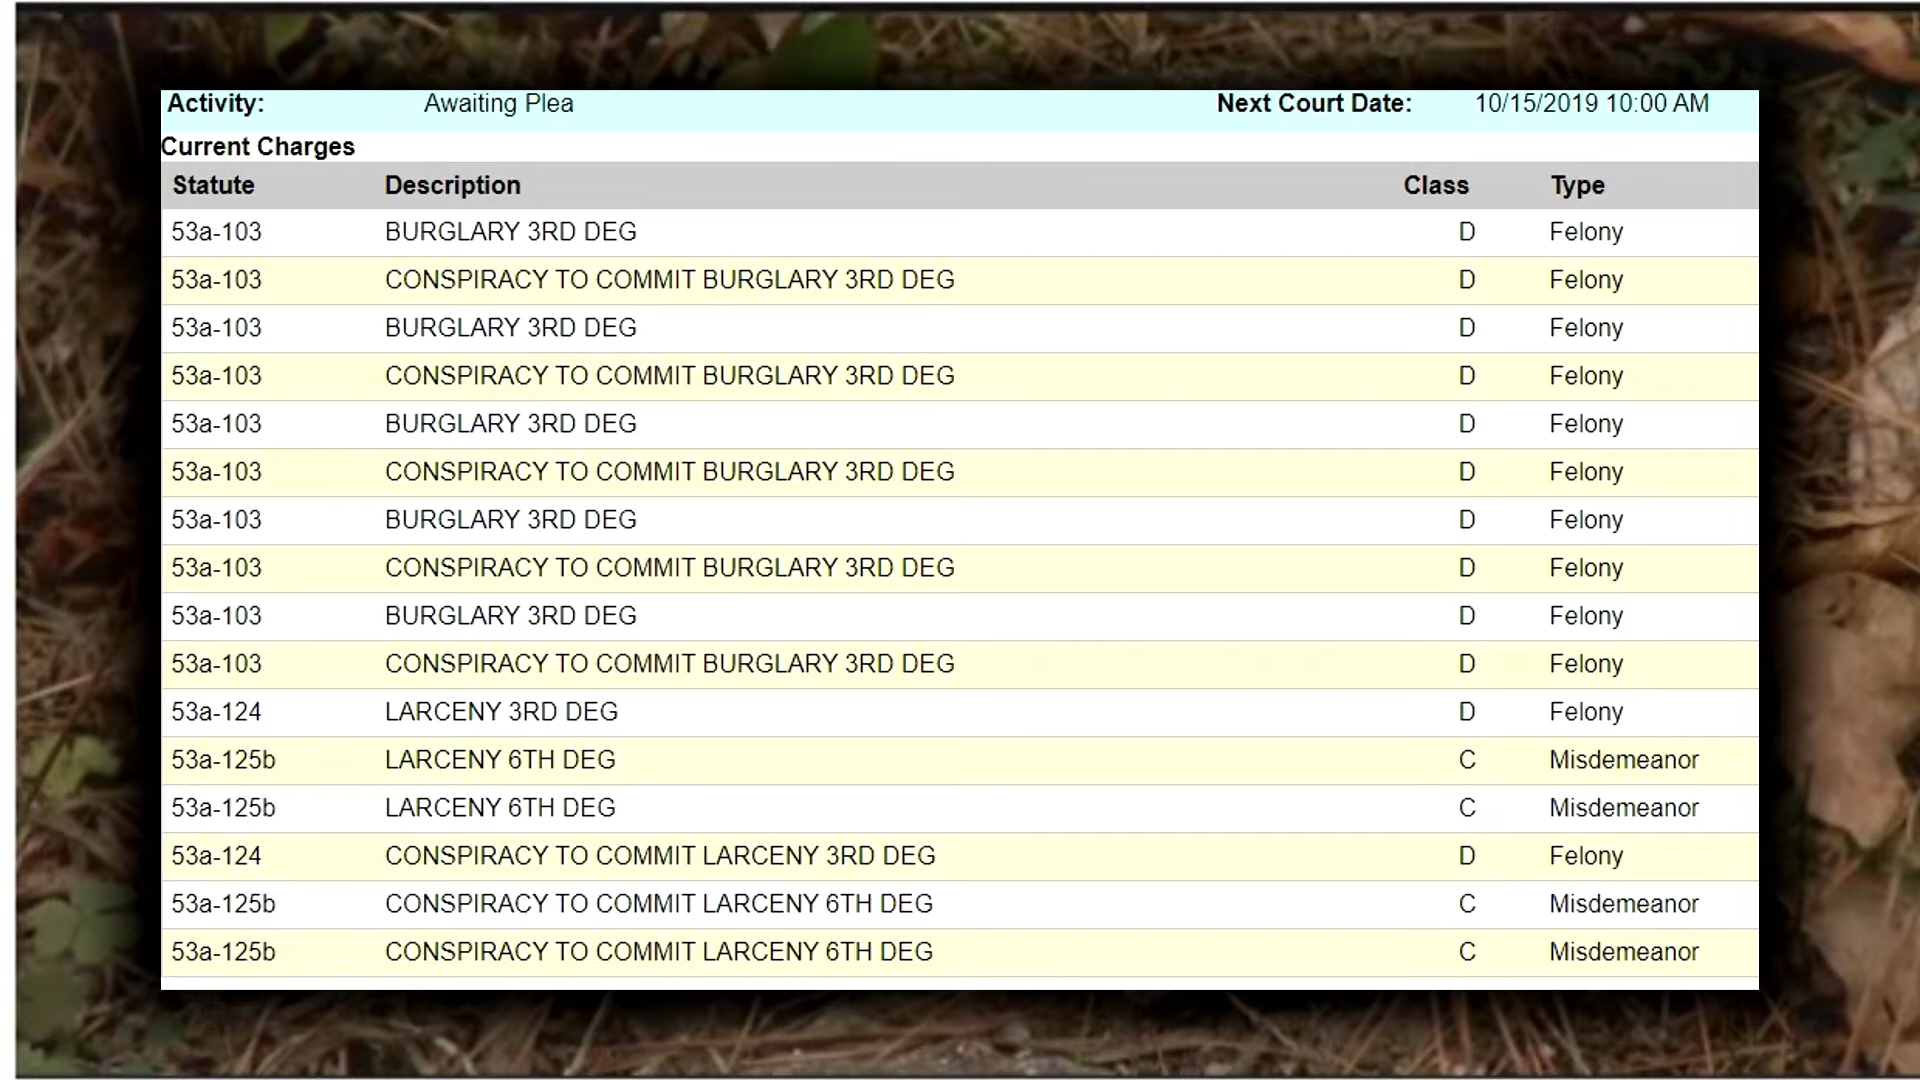 Activity: Awaiting Plea Next Court Date: 10/15/2019 10:00 AM
Current Charges
Statute Description Class Type
53a-103 BURGLARY 3RD DEG D Felony
53a-103 CONSPIRACY TO COMMIT BURGLARY 3RD DEG D Felony
53a-103 BURGLARY 3RD DEG D Felony
53a-103 CONSPIRACY TO COMMIT BURGLARY 3RD DEG D Felony
53a-103 BURGLARY 3RD DEG D Felony
53a-103 CONSPIRACY TO COMMIT BURGLARY 3RD DEG D Felony
53a-103 BURGLARY 3RD DEG D Felony
53a-103 CONSPIRACY TO COMMIT BURGLARY 3RD DEG D Felony
53a-103 BURGLARY 3RD DEG D Felony
53a-103 CONSPIRACY TO COMMIT BURGLARY 3RD DEG D Felony
53a-124 LARCENY 3RD DEG D Felony
53a-125b LARCENY 6TH DEG C Misdemeanor
53a-125b LARCENY 6TH DEG C Misdemeanor
53a-124 CONSPIRACY TO COMMIT LARCENY 3RD DEG D Felony
53a-125b CONSPIRACY TO COMMIT LARCENY 6TH DEG C Misdemeanor
53a-125b CONSPIRACY TO COMMIT LARCENY 6TH DEG C Misdemeanor